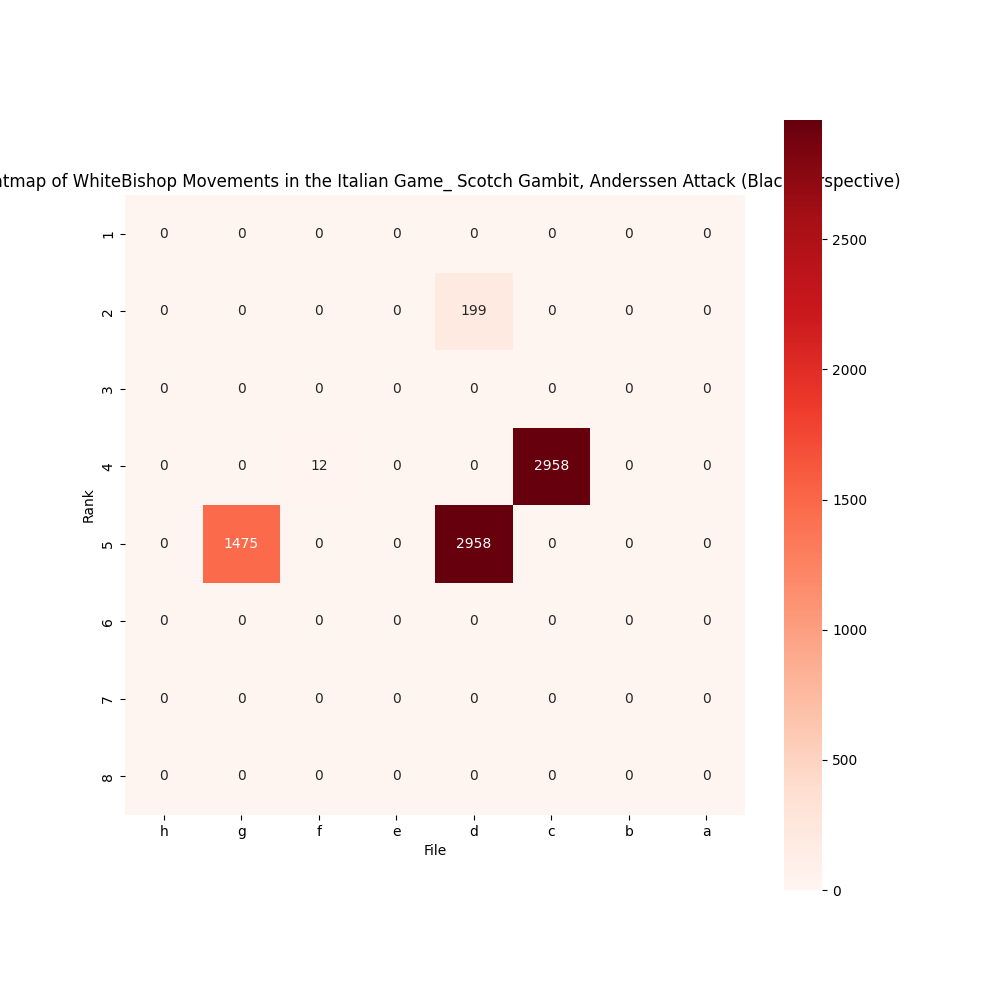 atmap of WhiteBishop Movements in the Italian Game_ Scotch Gambit, Anderssen Attack (Blac rspective)
1 0 0 0 0 0 0 0 0
2 0 0 0 0 199 0 0 0
3 0 0 0 0 0 0 0 0
4 0 0 12 0 0 2958 0 0
Rank
5 0 1475 0 0 2958 0 0 0
6 0 0 0 0 0 0 0 0
7 0 0 0 0 0 0 0 0
8 0 0 0 0 0 0 0 0
h g f e d c b a
File
2500
2000
1500
1000
500
0